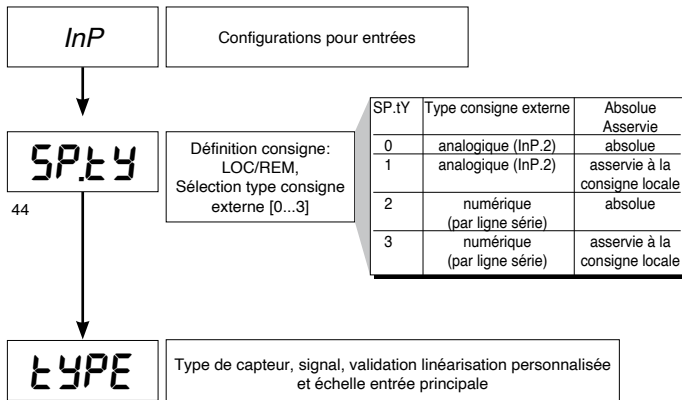 InP
Configurations pour entrées
SP.tY
44
Définition consigne:
LOC/REM,
Sélection type consigne
externe [0...3]
SP.tY Type consigne externe Absolue
Asservie
0 analogique (InP.2) absolue
1 analogique (InP.2) asservie à la
consigne locale
2 numérique absolue
(par ligne série)
3 numérique asservie à la
(par ligne série) consigne locale
tYPE
Type de capteur, signal, validation linéarisation personnalisée
et échelle entrée principale